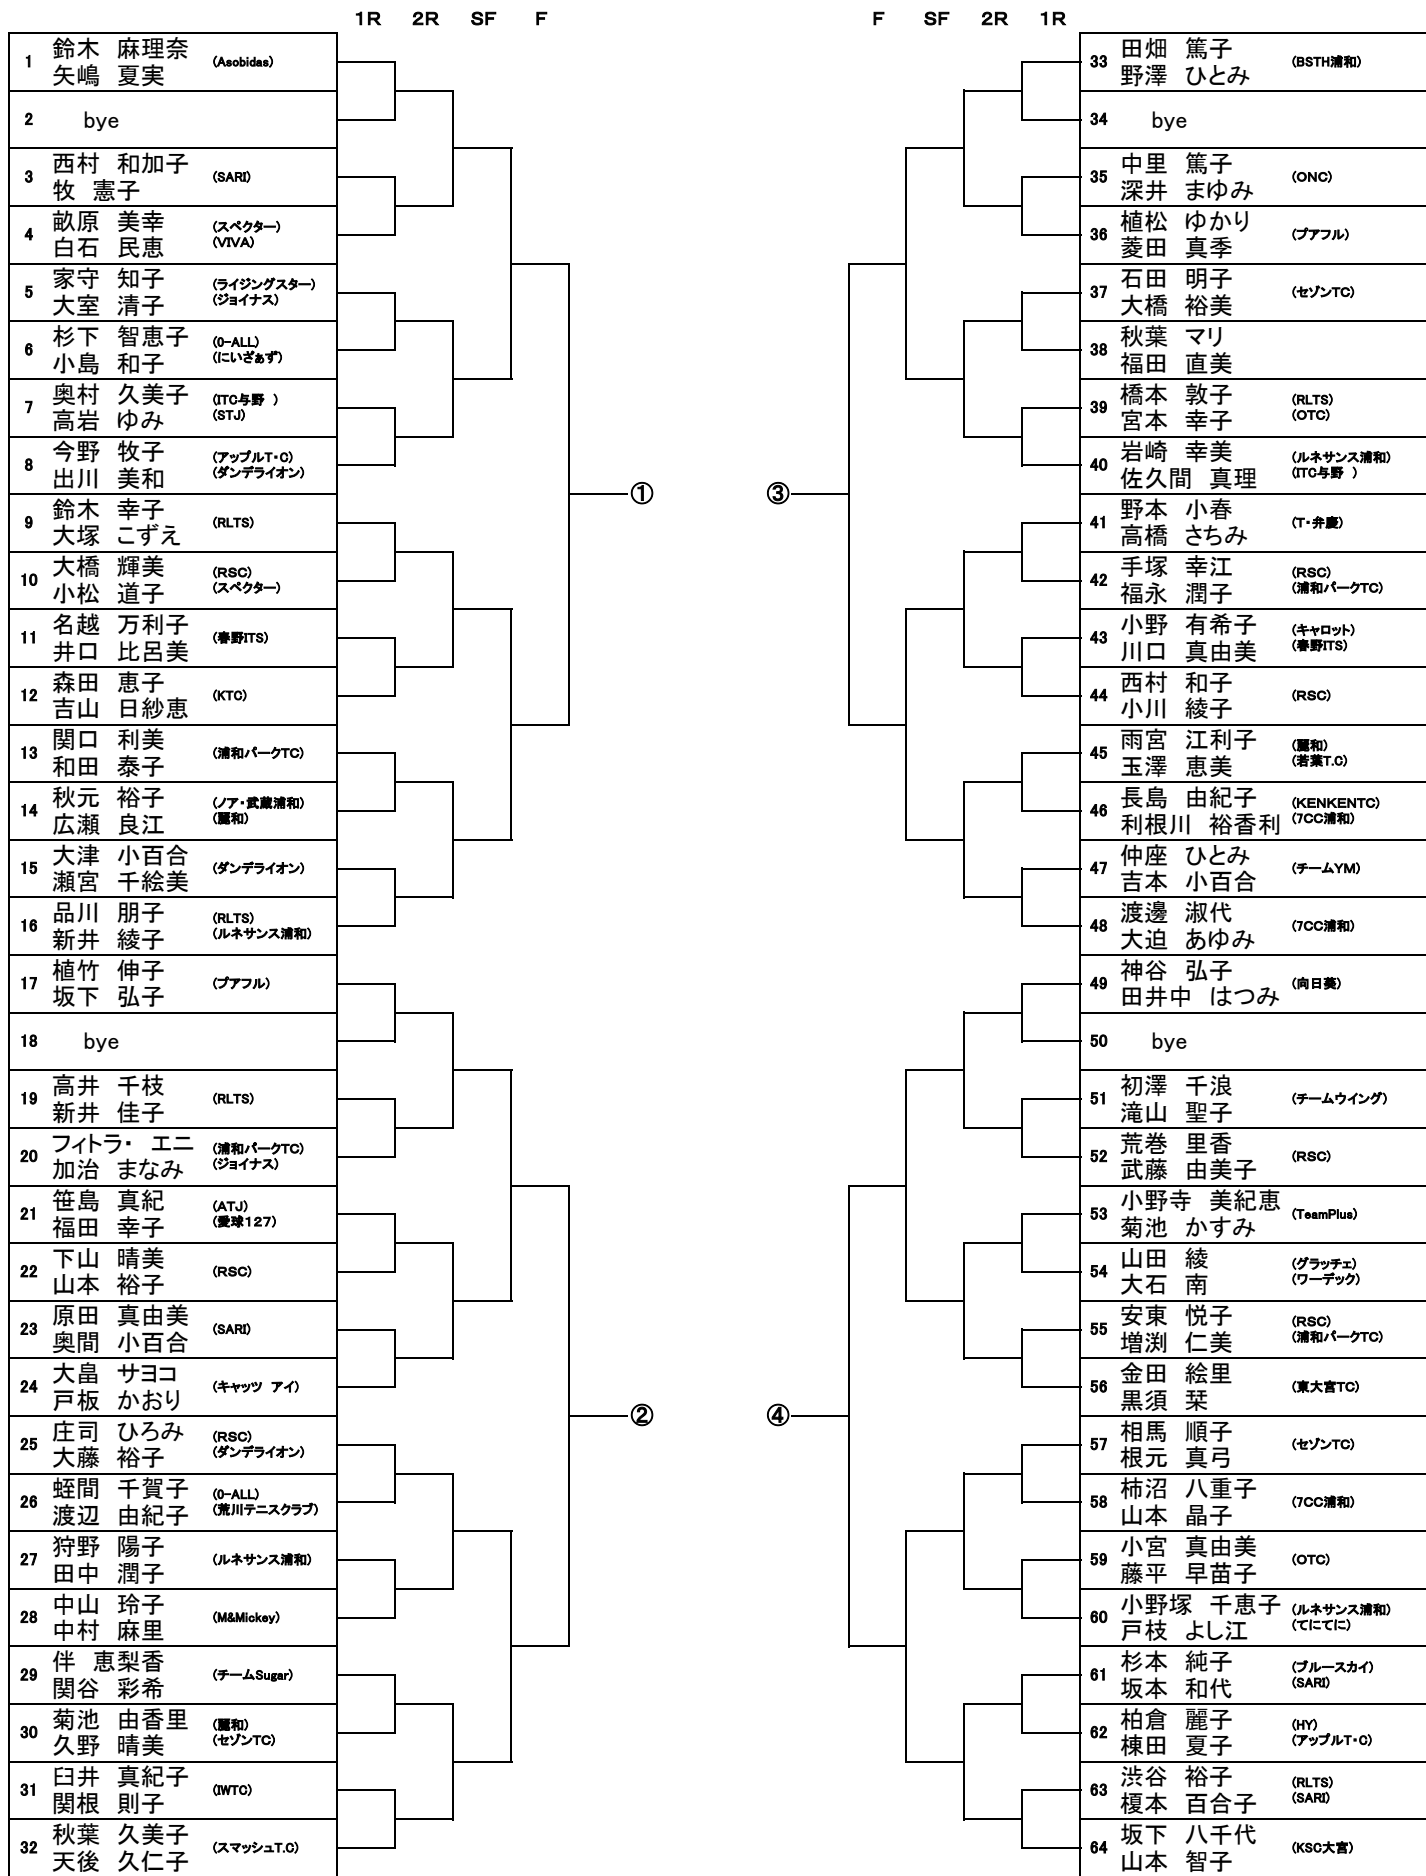 1R 2R SF F
F SF 2R 1R
1 鈴木 麻理奈 (Asobidas)
矢嶋 夏実
2 bye
3 西村 和加子 (SARI)
牧 憲子
4 畝原 美幸 (スペクター)
白石 民恵 (VIVA)
5 家守 知子 (ライジングスター)
大室 清子 (ジョイナス)
6 杉下 智恵子 (O-ALL)
小島 和子 (にいざぁず)
7 奥村 久美子 (ITC与野 )
高岩 ゆみ (STJ)
8 今野 牧子 (アップルT・C)
出川 美和 (ダンデライオン)
9 鈴木 幸子 (RLTS)
大塚 こずえ
10 大橋 輝美 (RSC)
小松 道子 (スペクター)
11 名越 万利子 (春野ITS)
井口 比呂美
12 森田 恵子 (KTC)
吉山 日紗恵
13 関口 利美 (浦和パークTC)
和田 泰子
14 秋元 裕子 (ノア・武蔵浦和)
広瀬 良江 (麗和)
15 大津 小百合 (ダンデライオン)
瀬宮 千絵美
16 品川 朋子 (RLTS)
新井 綾子 (ルネサンス浦和)
17 植竹 伸子 (プアフル)
坂下 弘子
18 bye
19 高井 千枝 (RLTS)
新井 佳子
20 フィトラ・ エニ (浦和パークTC)
加治 まなみ (ジョイナス)
21 笹島 真紀 (ATJ)
福田 幸子 (愛球127)
22 下山 晴美 (RSC)
山本 裕子
23 原田 真由美 (SARI)
奥間 小百合
24 大畠 サヨコ (キャッツ アイ)
戸板 かおり
25 庄司 ひろみ (RSC)
大藤 裕子 (ダンデライオン)
26 蛭間 千賀子 (O-ALL)
渡辺 由紀子 (荒川テニスクラブ)
27 狩野 陽子 (ルネサンス浦和)
田中 潤子
28 中山 玲子 (M&Mickey)
中村 麻里
29 伴 恵梨香 (チームSugar)
関谷 彩希
30 菊池 由香里 (麗和)
久野 晴美 (セゾンTC)
31 臼井 真紀子 (IWTC)
関根 則子
32 秋葉 久美子 (スマッシュT.C)
天後 久仁子
①
②
③
④
33 田畑 篤子 (BSTH浦和)
野澤 ひとみ
34 bye
35 中里 篤子 (ONC)
深井 まゆみ
36 植松 ゆかり (プアフル)
菱田 真季
37 石田 明子 (セゾンTC)
大橋 裕美
38 秋葉 マリ
福田 直美
39 橋本 敦子 (RLTS)
宮本 幸子 (OTC)
40 岩崎 幸美 (ルネサンス浦和)
佐久間 真理 (ITC与野 )
41 野本 小春 (T・弁慶)
高橋 さちみ
42 手塚 幸江 (RSC)
福永 潤子 (浦和パークTC)
43 小野 有希子 (キャロット)
川口 真由美 (春野ITS)
44 西村 和子 (RSC)
小川 綾子
45 雨宮 江利子 (麗和)
玉澤 恵美 (若葉T.C)
46 長島 由紀子 (KENKENTC)
利根川 裕香利 (7CC浦和)
47 仲座 ひとみ (チームYM)
吉本 小百合
48 渡邊 淑代 (7CC浦和)
大迫 あゆみ
49 神谷 弘子 (向日葵)
田井中 はつみ
50 bye
51 初澤 千浪 (チームウイング)
滝山 聖子
52 荒巻 里香 (RSC)
武藤 由美子
53 小野寺 美紀恵 (TeamPlus)
菊池 かすみ
54 山田 綾 (グラッチェ)
大石 南 (ワーデック)
55 安東 悦子 (RSC)
増渕 仁美 (浦和パークTC)
56 金田 絵里 (東大宮TC)
黒須 栞
57 相馬 順子 (セゾンTC)
根元 真弓
58 柿沼 八重子 (7CC浦和)
山本 晶子
59 小宮 真由美 (OTC)
藤平 早苗子
60 小野塚 千恵子 (ルネサンス浦和)
戸枝 よし江 (てにてに)
61 杉本 純子 (ブルースカイ)
坂本 和代 (SARI)
62 柏倉 麗子 (HY)
棟田 夏子 (アップルT・C)
63 渋谷 裕子 (RLTS)
榎本 百合子 (SARI)
64 坂下 八千代 (KSC大宮)
山本 智子